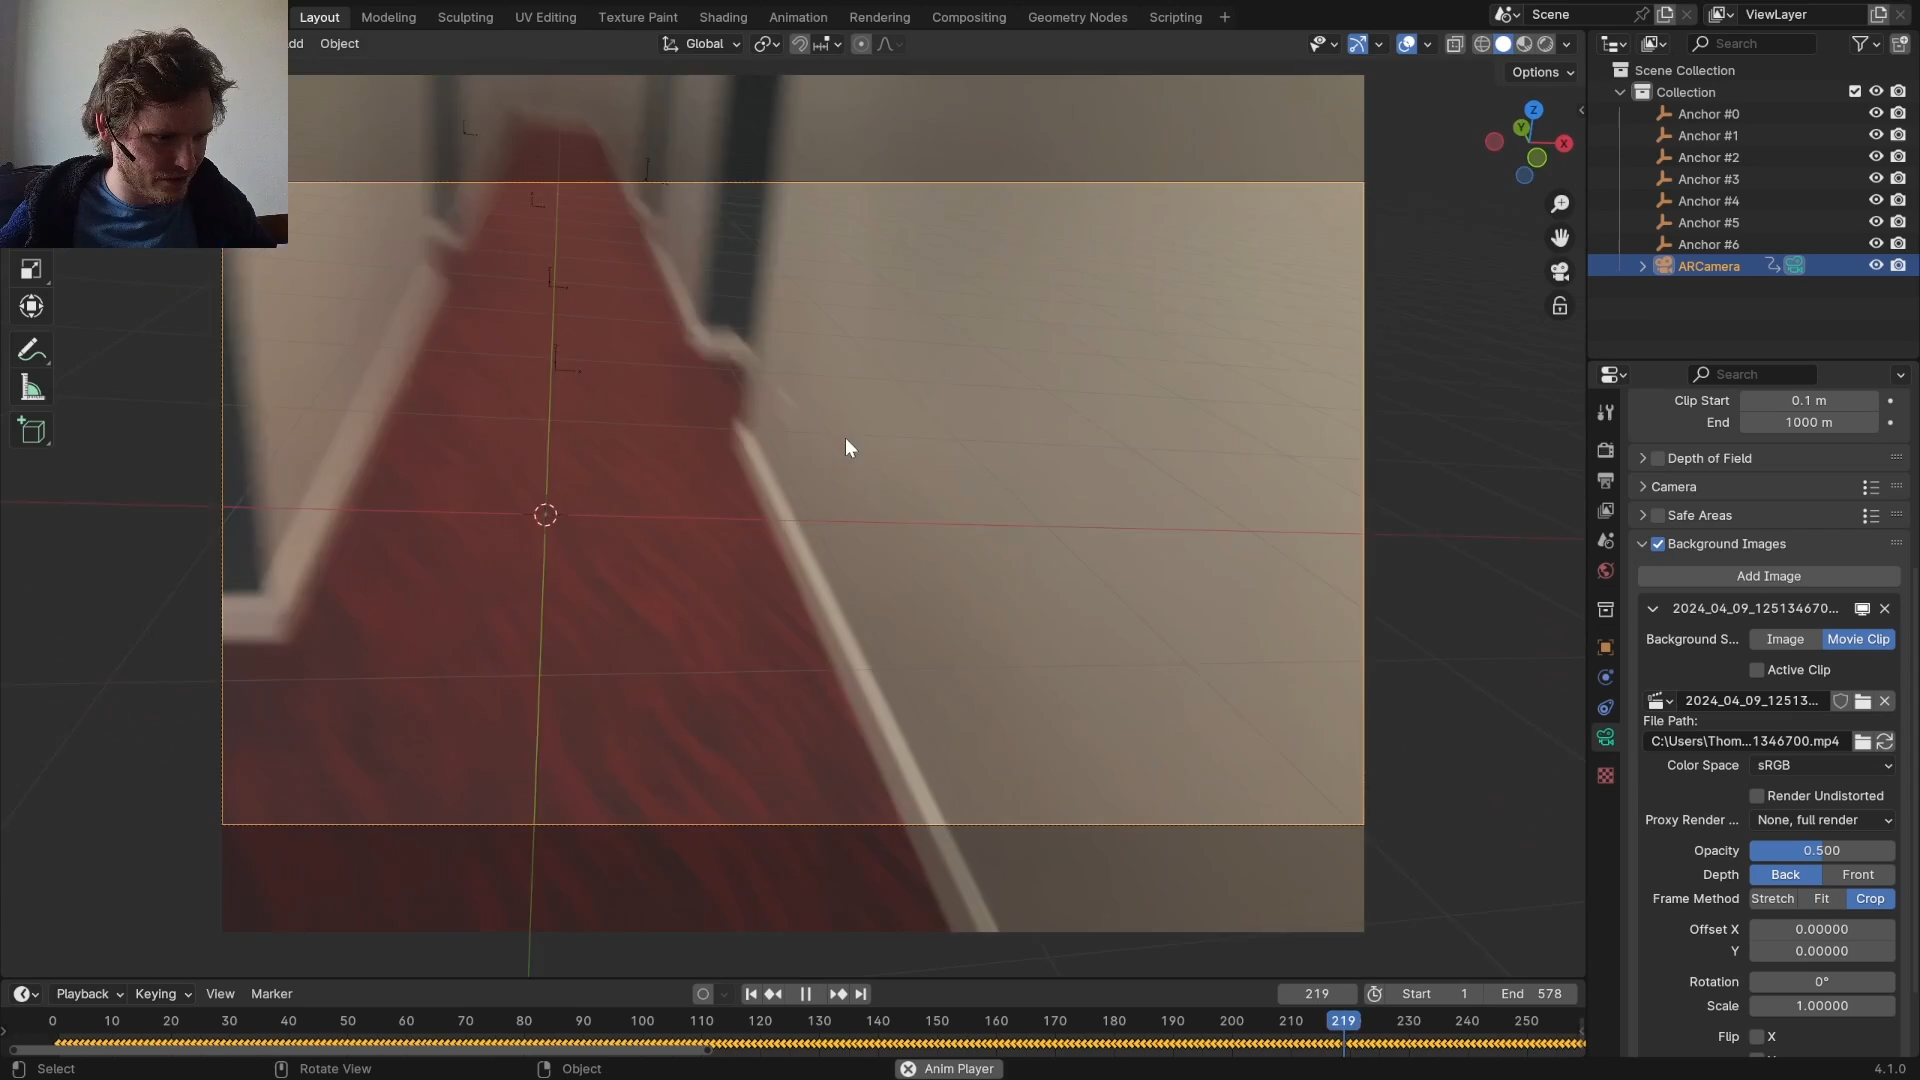 Layout Modeling Sculpting UV Editing Texture Paint Shading Animation Rendering Compositing Geometry Nodes Scripting +
Scene
ViewLayer
dd Object
Global
Options
Search
Z
Y
X
Scene Collection
Collection
Anchor #0
Anchor #1
Anchor #2
Anchor #3
Anchor #4
Anchor #5
Anchor #6
ARCamera
Search
Clip Start 0.1 m
End 1000 m
Depth of Field
Camera
Safe Areas
Background Images
Add Image
2024_04_09_125134670...
Background S... Image Movie Clip
Active Clip
2024_04_09_12513...
File Path:
C:\Users\Thom...1346700.mp4
Color Space sRGB
Render Undistorted
Proxy Render ... None, full render
Opacity 0.500
Depth Back Front
Frame Method Stretch Fit Crop
Offset X 0.00000
Y 0.00000
Rotation 0°
Scale 1.00000
Flip X
Playback Keying View Marker
219 Start 1 End 578
0 10 20 30 40 50 60 70 80 90 100 110 120 130 140 150 160 170 180 190 200 210 219 230 240 250
Select Rotate View Object Anim Player 4.1.0